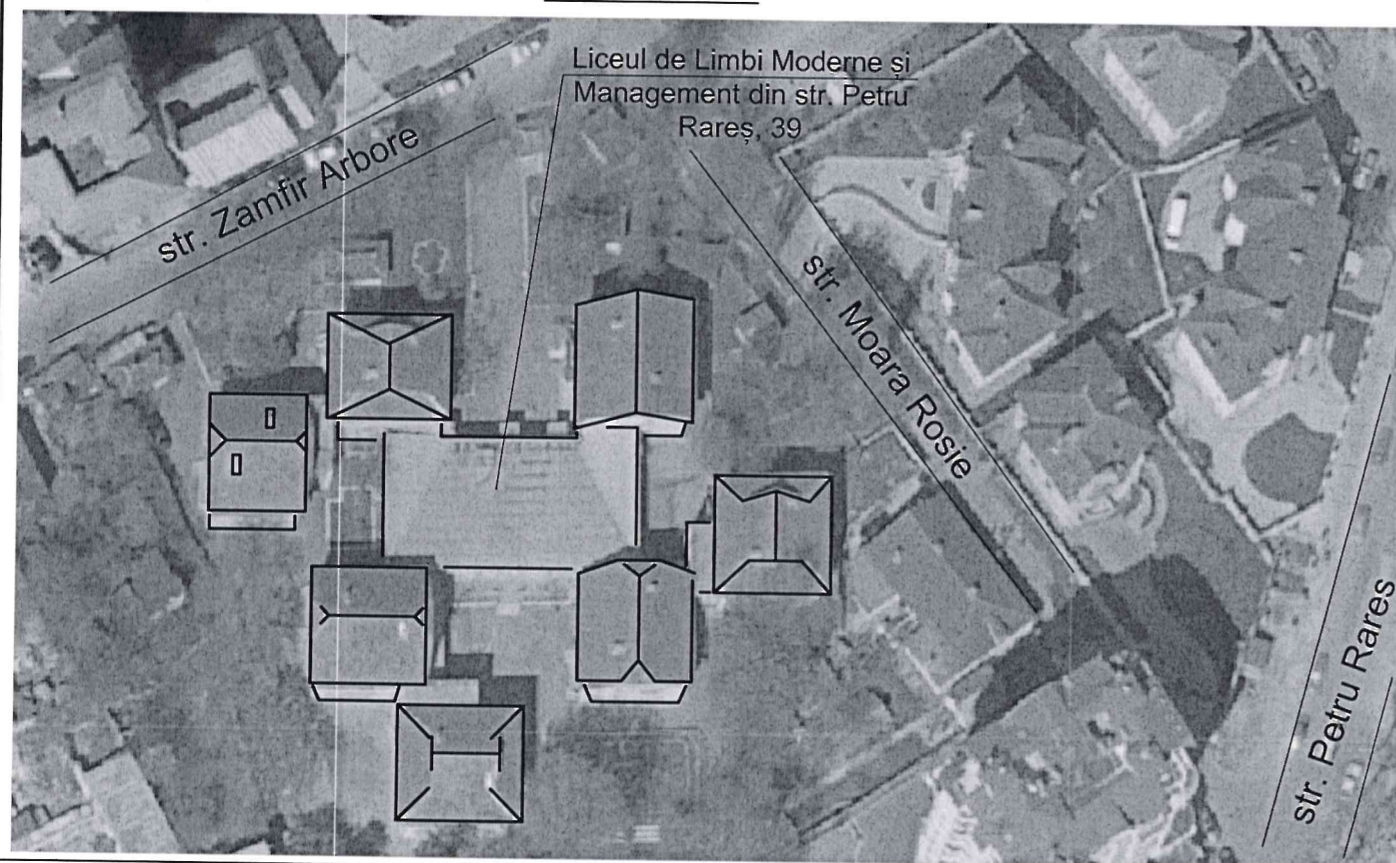 Liceul de Limbi Moderne și
Management din str. Petru
Rareș, 39
str. Zamfir Arbore
str. Moara Rosie
str. Petru Rares